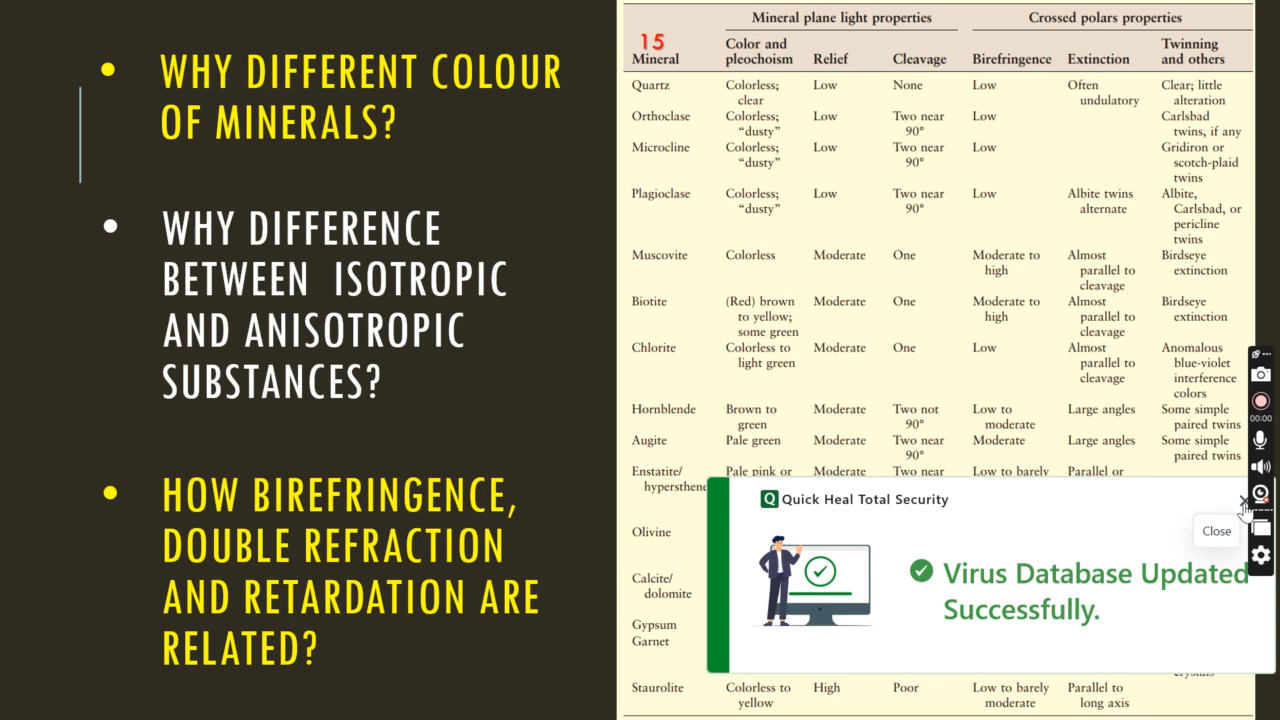 WHY DIFFERENT COLOUR
OF MINERALS?
WHY DIFFERENCE
BETWEEN ISOTROPIC
AND ANISOTROPIC
SUBSTANCES?
HOW BIREFRINGENCE,
DOUBLE REFRACTION
AND RETARDATION ARE
RELATED?
Mineral plane light properties Crossed polars properties
15
Color and Twinning
Mineral pleochoism Relief Cleavage Birefringence Extinction and others
Quartz Colorless; Low None Low Often Clear; little
clear undulatory alteration
Orthoclase Colorless; Low Two near Low Carlsbad
"dusty" 90° twins, if any
Microcline Colorless; Low Two near Low Gridiron or
"dusty" 90° scotch-plaid
twins
Plagioclase Colorless; Low Two near Low Albite twins Albite,
"dusty" 90° alternate Carlsbad, or
pericline
twins
Muscovite Colorless Moderate One Moderate to Almost Birdseye
high parallel to extinction
cleavage
Biotite (Red) brown Moderate One Moderate to Almost Birdseye
to yellow; high parallel to extinction
some green cleavage
Chlorite Colorless to Moderate One Low Almost Anomalous
light green parallel to blue-violet
cleavage interference
colors
Hornblende Brown to Moderate Two not Low to Large angles Some simple
green 90° moderate paired twins
Augite Pale green Moderate Two near Moderate Large angles Some simple
90° paired twins
Enstatite/ Pale pink or Moderate Two near Low to barely Parallel or
hypersthene
Olivine
Calcite/
dolomite
Gypsum
Garnet
Staurolite Colorless to High Poor Low to barely Parallel to
yellow moderate long axis
Quick Heal Total Security
Close
Virus Database Updated
Successfully.
00:00